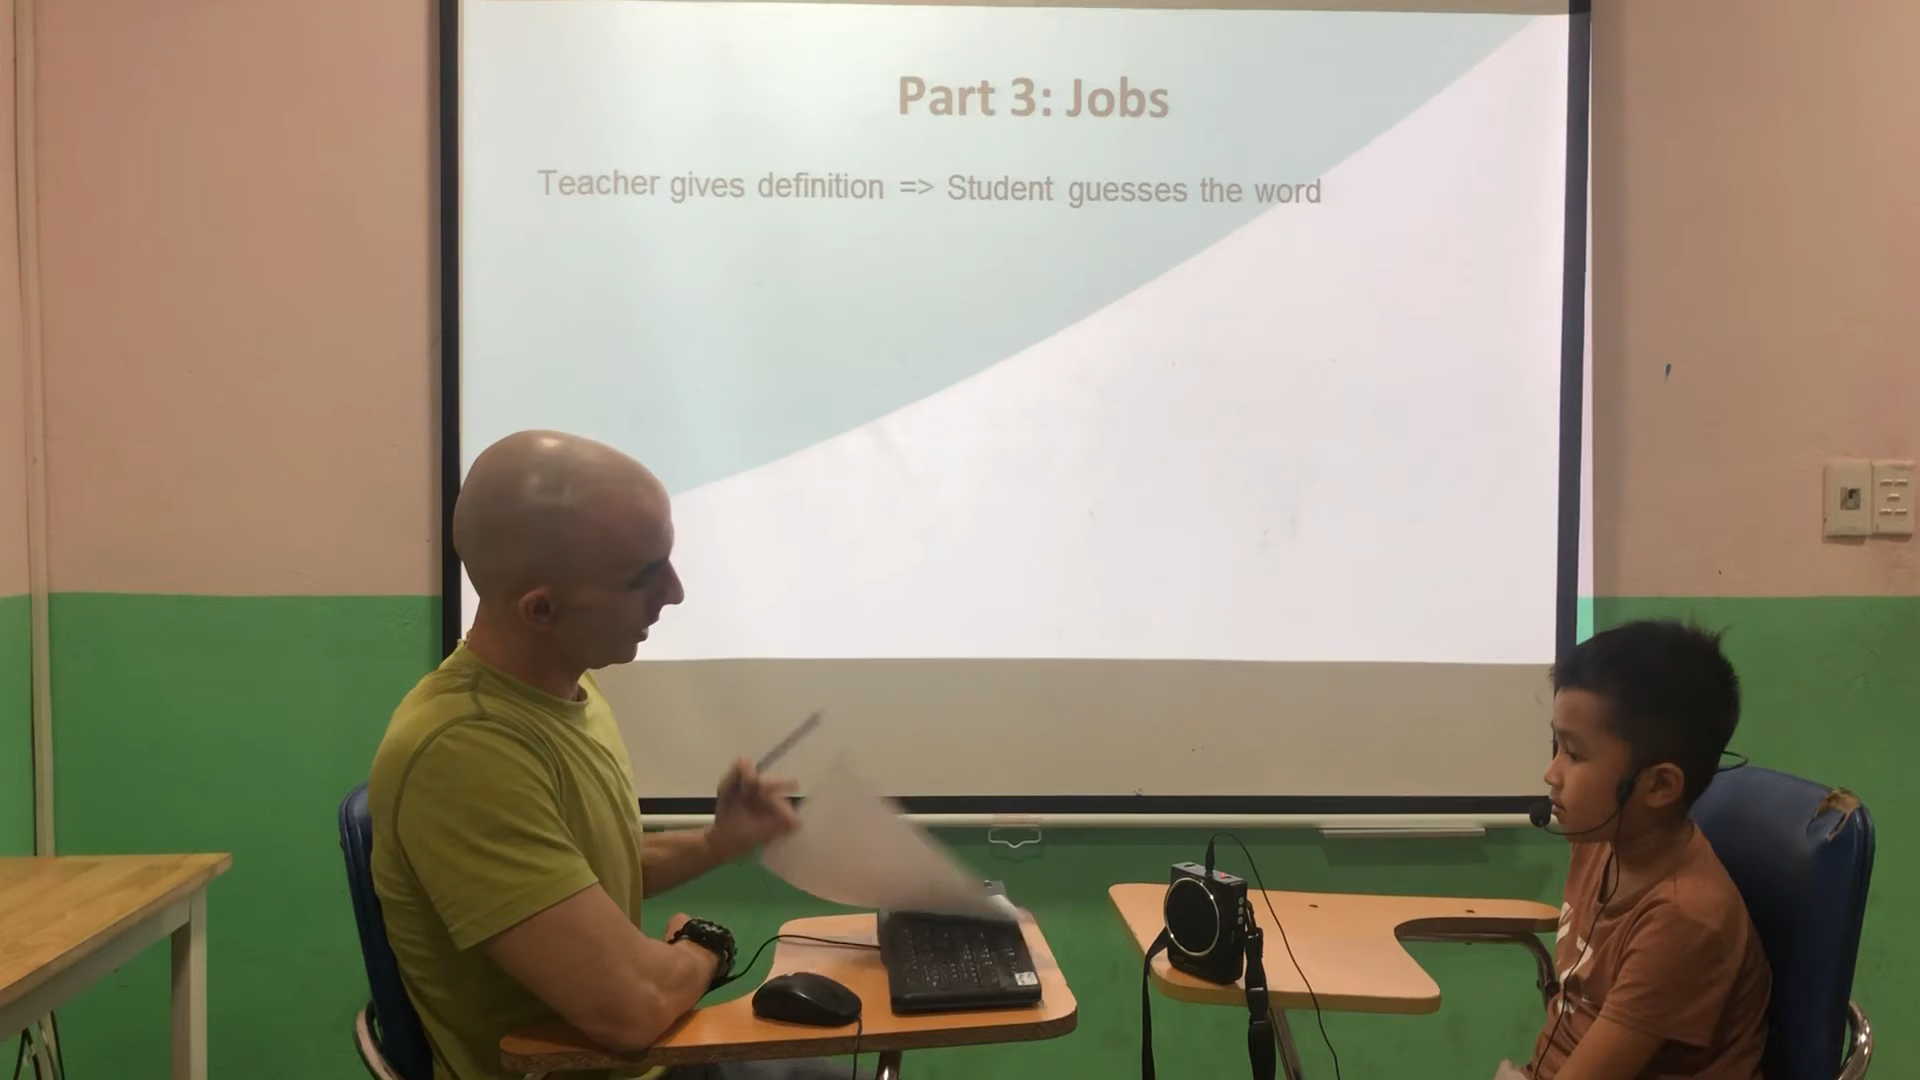 Part 3: Jobs
Teacher gives definition => Student guesses the word